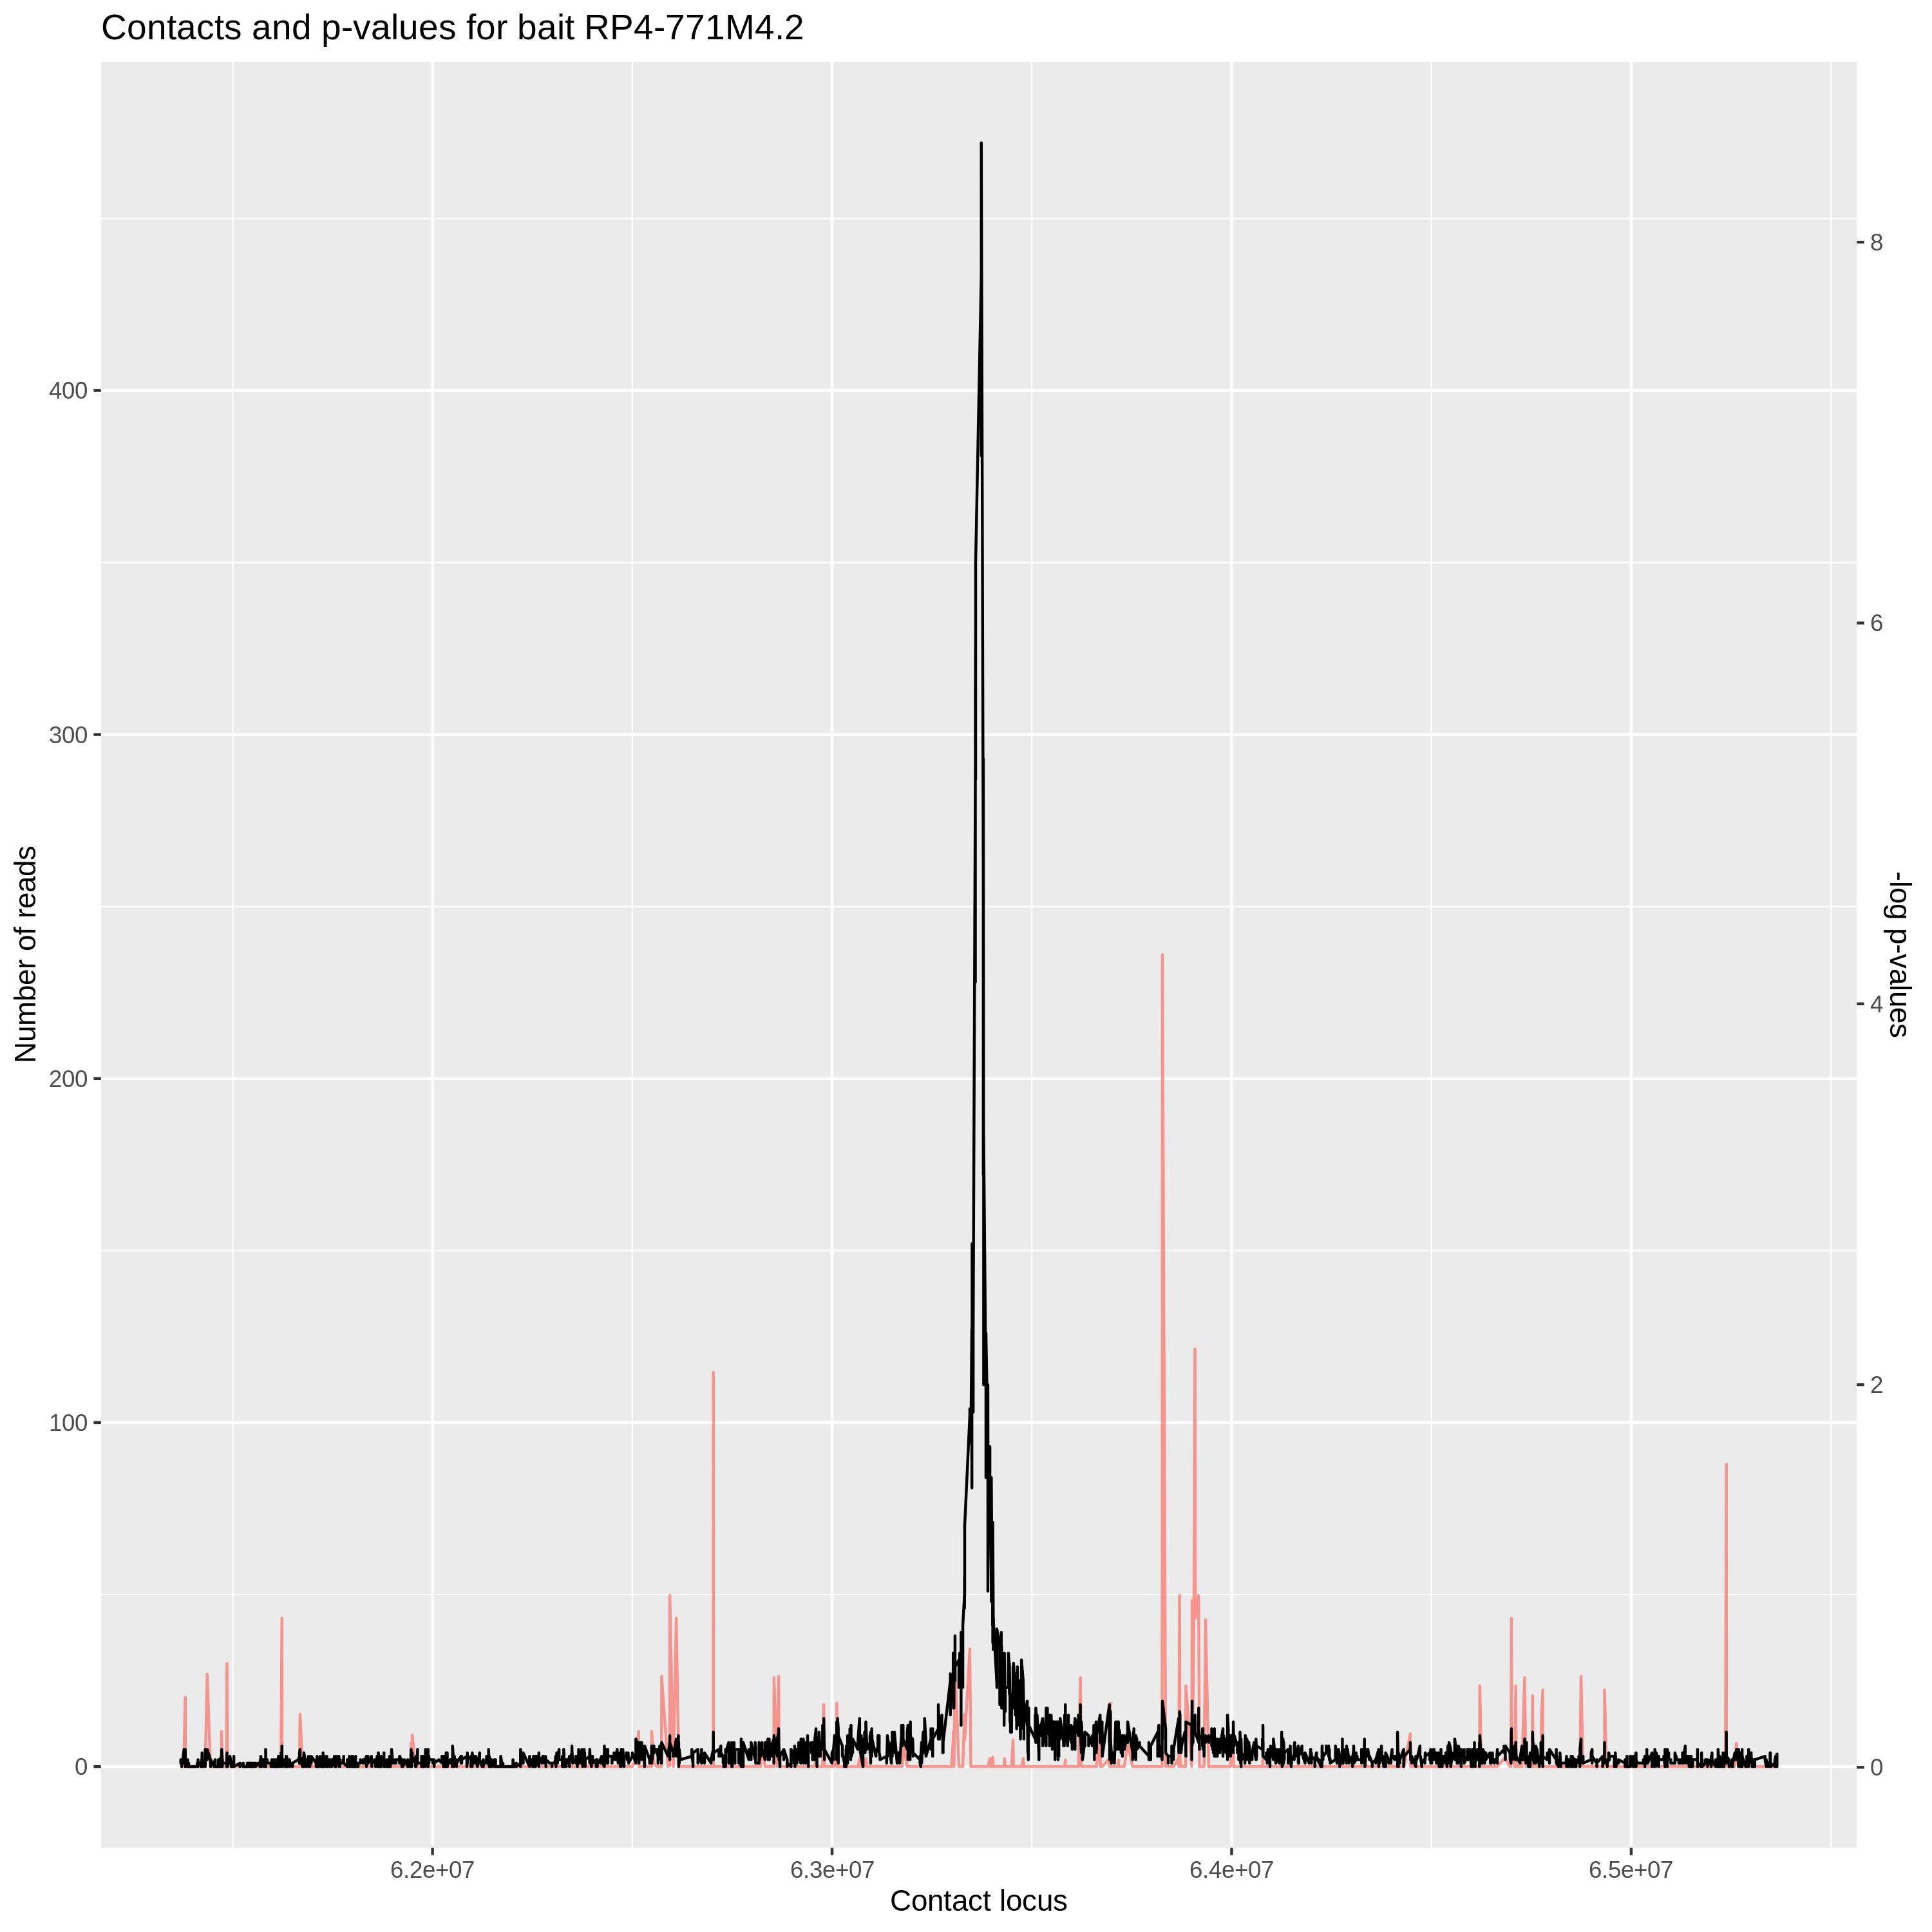 Contacts and p-values for bait RP4-771M4.2
Number of reads
400
300
200
100
0
8
6
4
2
0
-log p-values
6.2e+07
6.3e+07
6.4e+07
6.5e+07
Contact locus